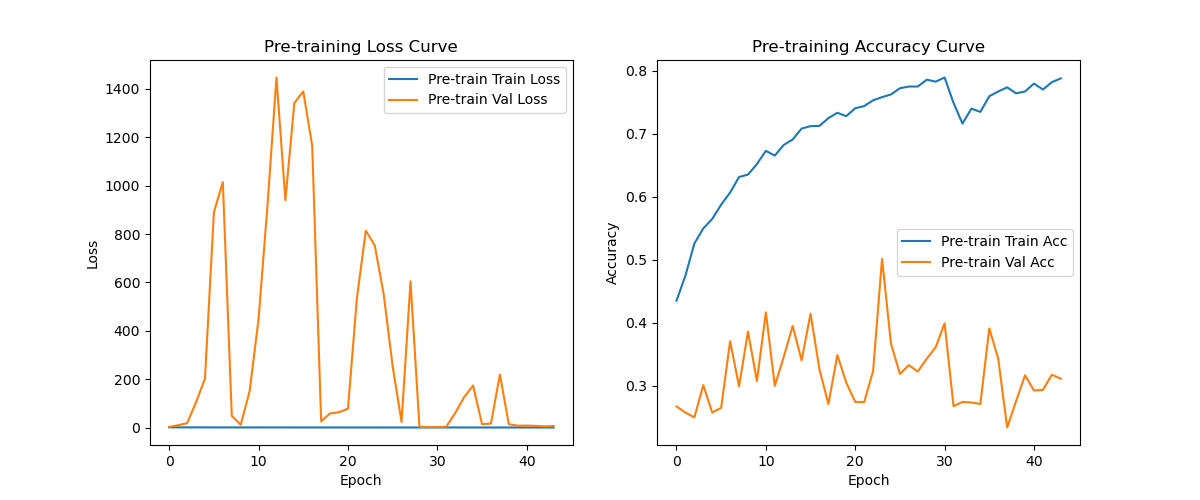 Pre-training Loss Curve
Pre-train Train Loss
Pre-train Val Loss
1400
1200
1000
800
600
400
200
0
Loss
0 10 20 30 40
Epoch
Pre-training Accuracy Curve
0.8
0.7
0.6
0.5
0.4
0.3
Accuracy
Pre-train Train Acc
Pre-train Val Acc
0 10 20 30 40
Epoch